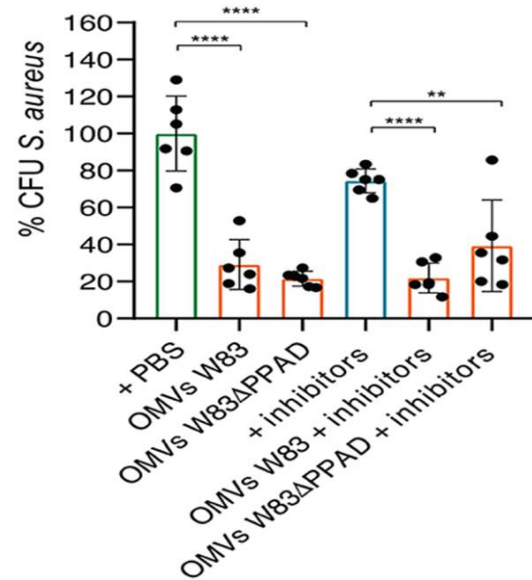 ****
****
**
****
% CFU S. aureus
160
140
120
100
80
60
40
20
0
+ PBS
OMVs W83
OMVs W83ΔPPAD
+ inhibitors
OMVs W83 + inhibitors
OMVs W83ΔPPAD + inhibitors